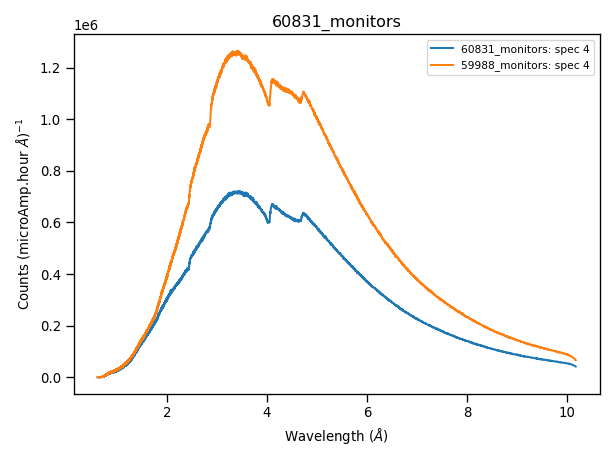 60831_monitors
1e6
60831_monitors: spec 4
59988_monitors: spec 4
1.2
1.0
0.8
0.6
0.4
0.2
0.0
Counts (microAmp.hour Å)⁻¹
2 4 6 8 10
Wavelength (Å)